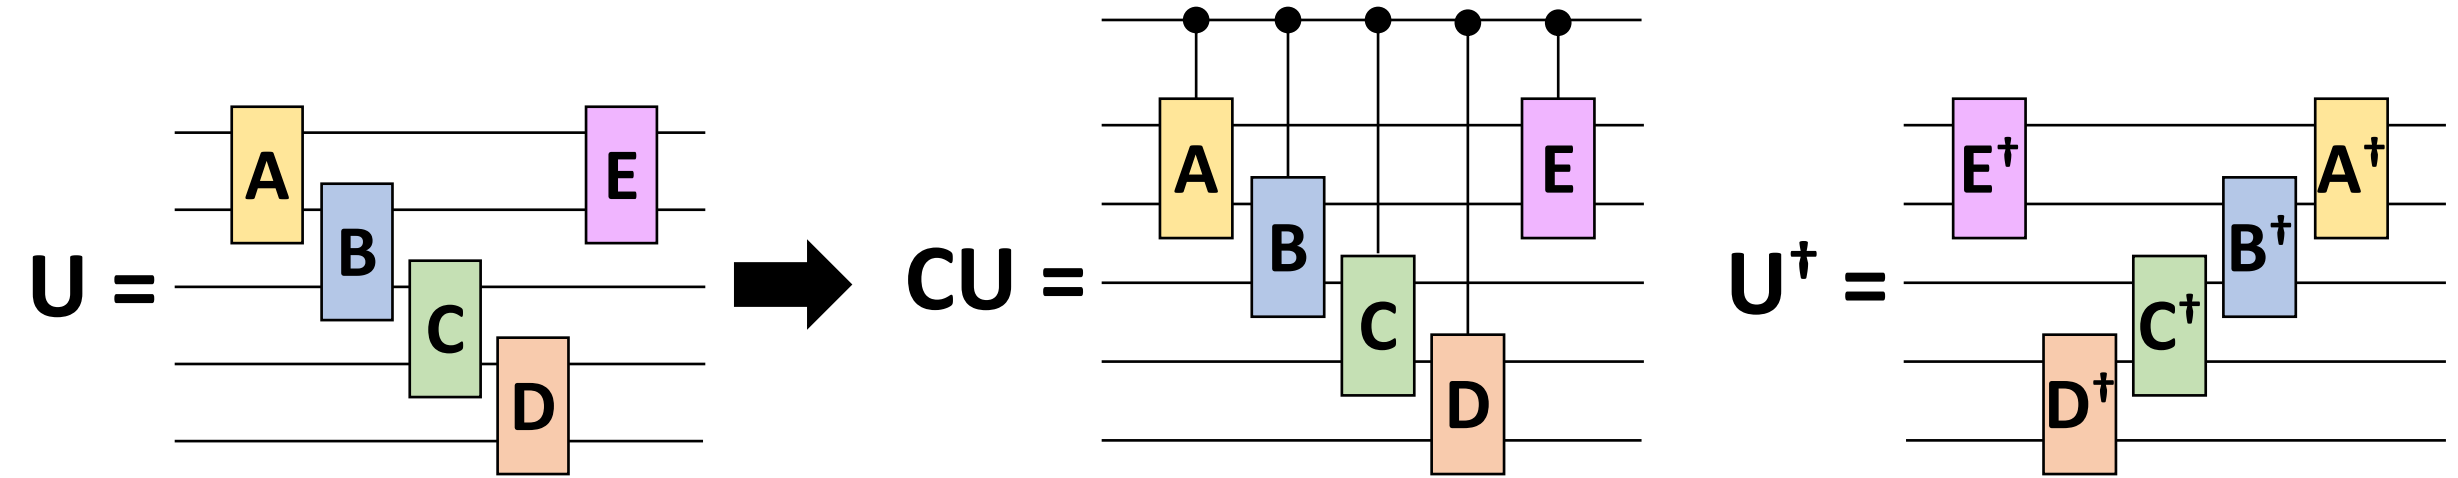 U =
A
B
C
D
E
CU =
A
B
C
D
E
U† =
E†
D†
C†
B†
A†